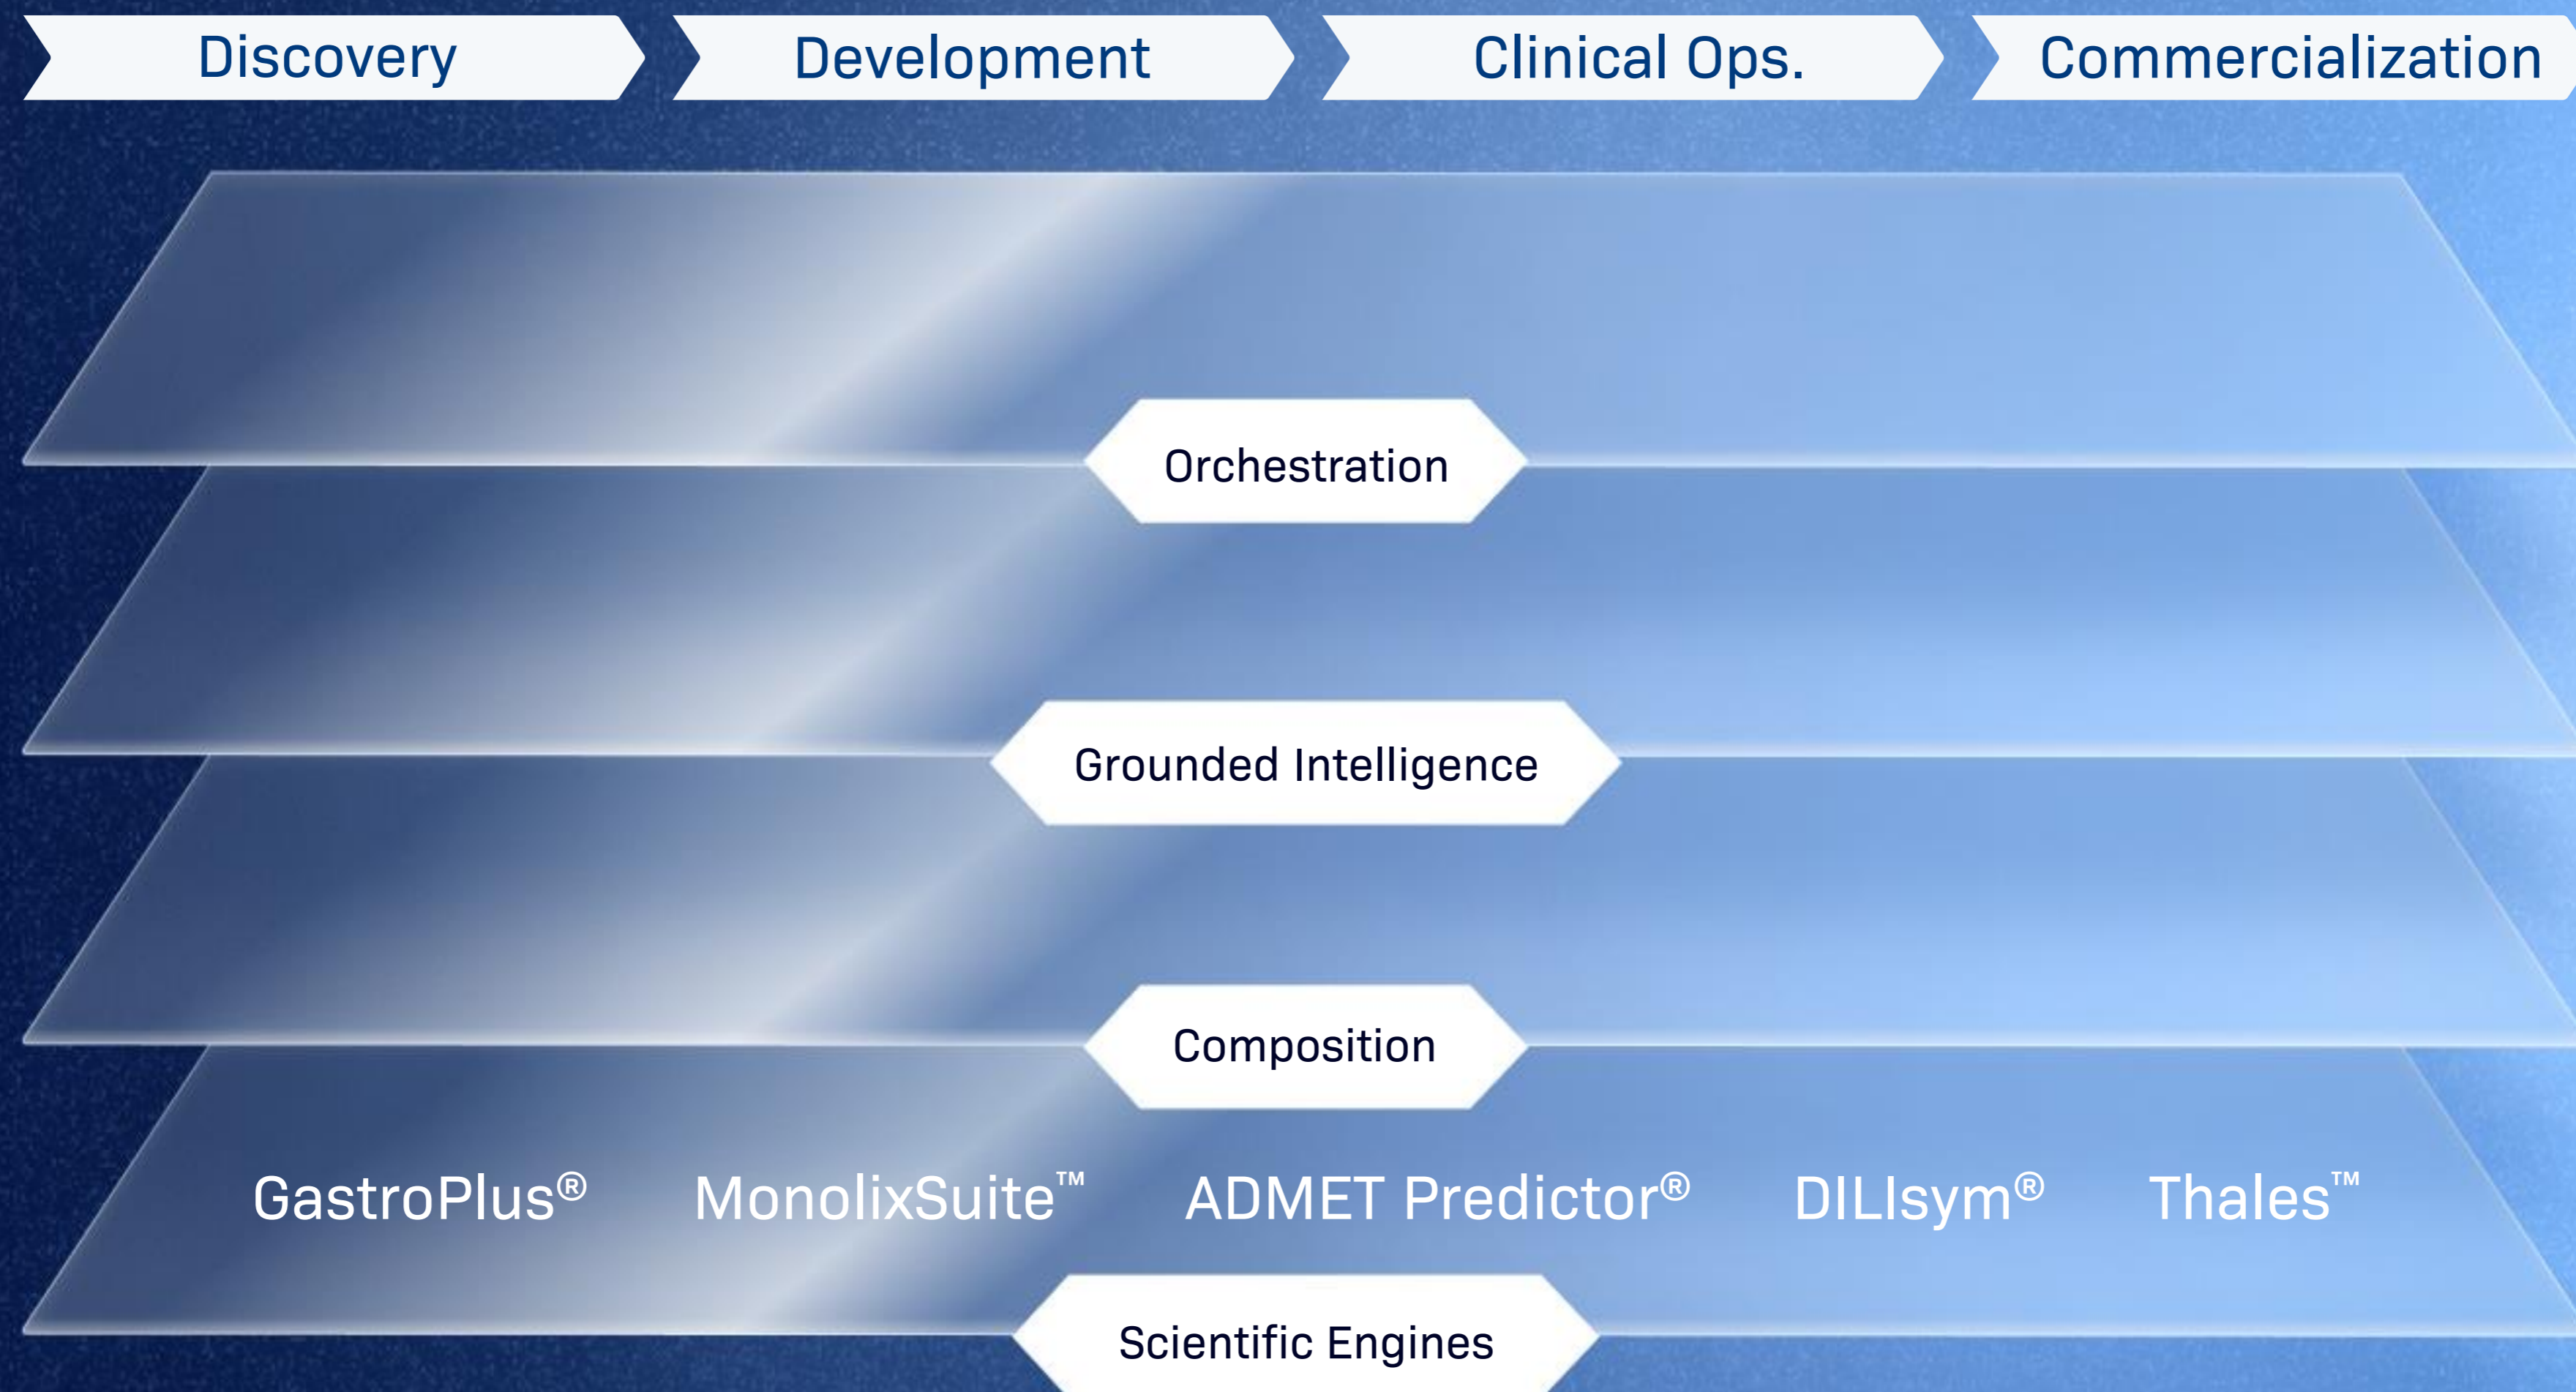 Discovery Development Clinical Ops. Commercialization
Orchestration
Grounded Intelligence
Composition
GastroPlus® MonolixSuite™ ADMET Predictor® DILIsym® Thales™
Scientific Engines